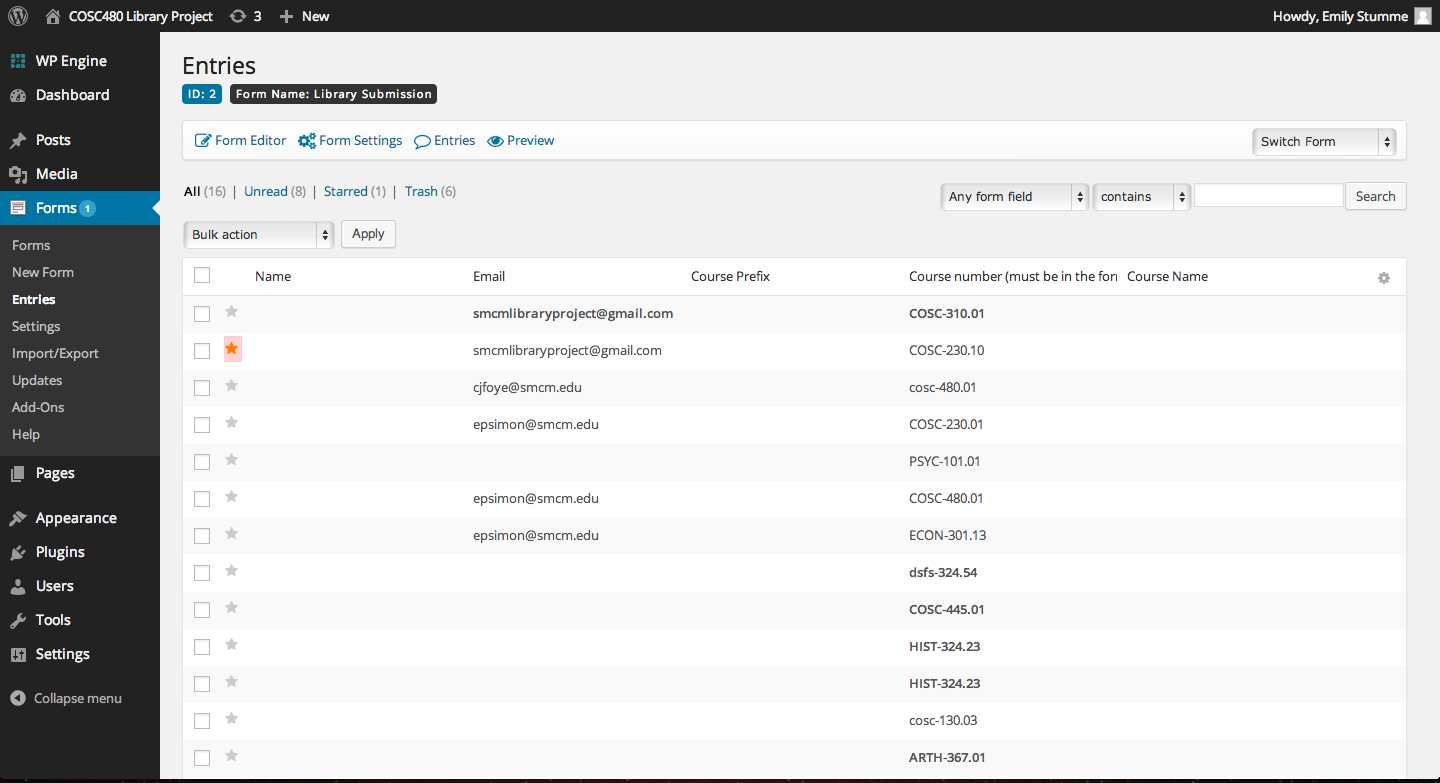 COSC480 Library Project 3 New Howdy, Emily Stumme
WP Engine
Dashboard
Posts
Media
Forms 1
Forms
New Form
Entries
Settings
Import/Export
Updates
Add-Ons
Help
Pages
Appearance
Plugins
Users
Tools
Settings
Collapse menu
Entries
ID: 2 Form Name: Library Submission
Form Editor Form Settings Entries Preview Switch Form
All (16) | Unread (8) | Starred (1) | Trash (6)
Any form field contains Search
Bulk action Apply
Name Email Course Prefix Course number (must be in the for Course Name
smcmlibraryproject@gmail.com COSC-310.01
smcmlibraryproject@gmail.com COSC-230.10
cjfoye@smcm.edu cosc-480.01
epsimon@smcm.edu COSC-230.01
PSYC-101.01
epsimon@smcm.edu COSC-480.01
epsimon@smcm.edu ECON-301.13
dsfs-324.54
COSC-445.01
HIST-324.23
HIST-324.23
cosc-130.03
ARTH-367.01